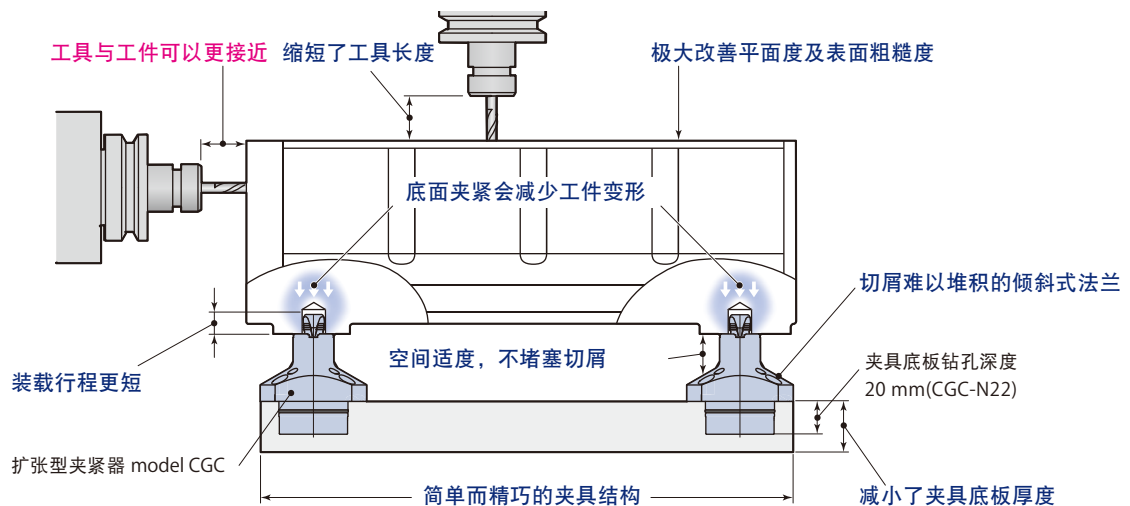 工具与工件可以更接近
缩短了工具长度
极大改善平面度及表面粗糙度
底面夹紧会减少工件变形
切屑难以堆积的倾斜式法兰
空间适度，不堵塞切屑
装载行程更短
夹具底板钻孔深度
20 mm(CGC-N22)
扩张型夹紧器 model CGC
简单而精巧的夹具结构
减小了夹具底板厚度